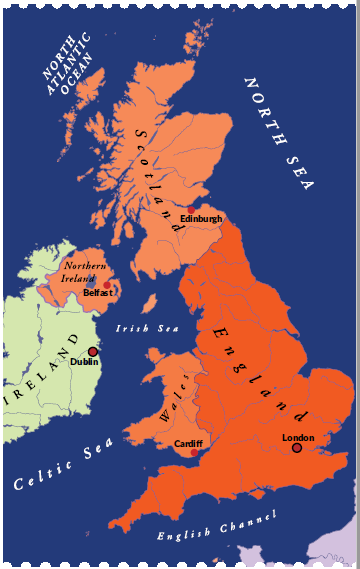 NORTH
ATLANTIC
OCEAN
NORTH SEA
Scotland
Edinburgh
Northern
Ireland
Belfast
Irish Sea
England
IRELAND
Dublin
Wales
Cardiff
London
Celtic Sea
English Channel